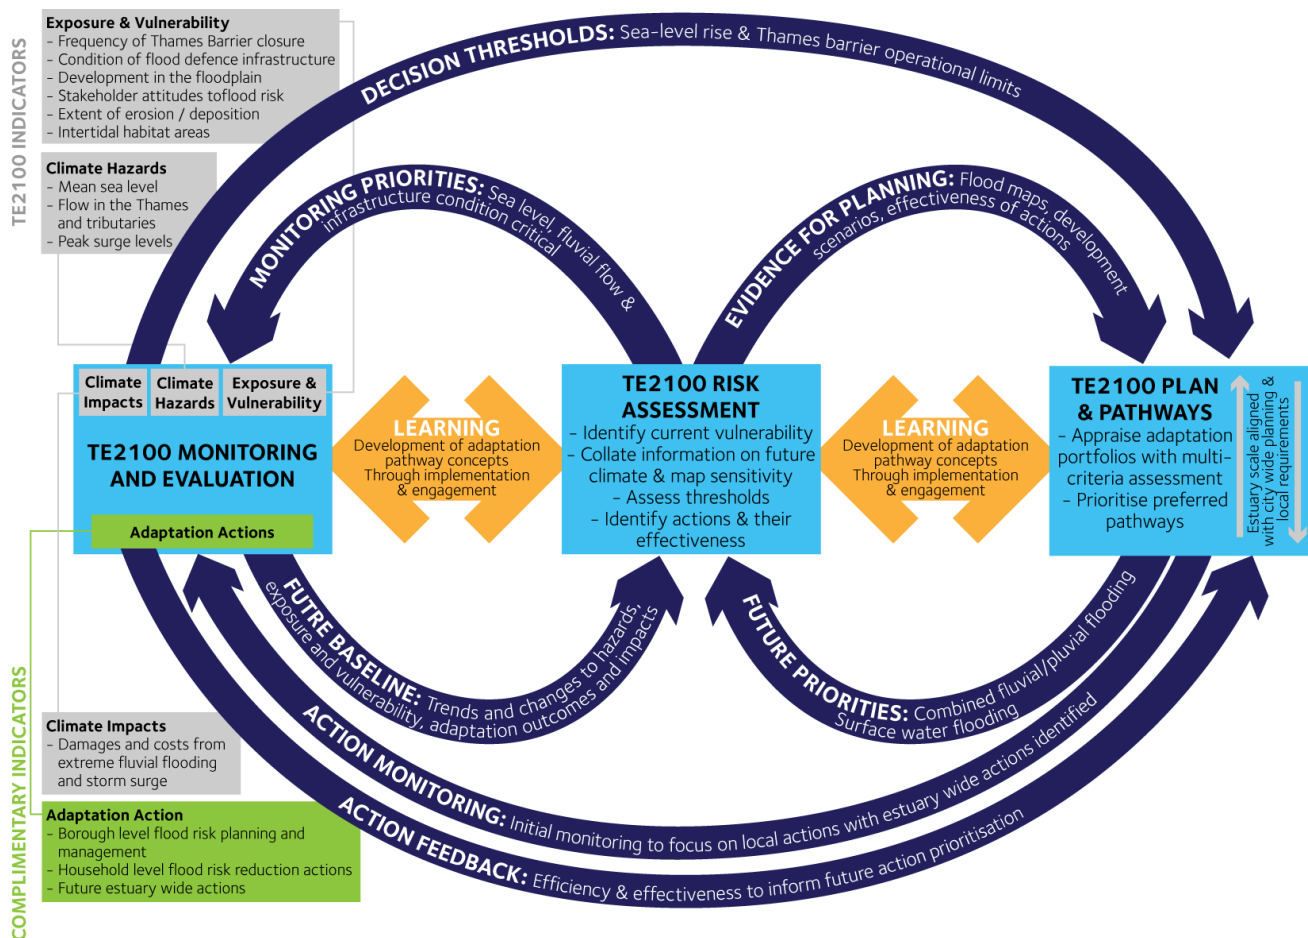 TE2100 INDICATORS
Exposure & Vulnerability
- Frequency of Thames Barrier closure
- Condition of flood defence infrastructure
- Development in the floodplain
- Stakeholder attitudes toflood risk
- Extent of erosion / deposition
- Intertidal habitat areas
Climate Hazards
- Mean sea level
- Flow in the Thames
and tributaries
- Peak surge levels
DECISION THRESHOLDS: Sea-level rise & Thames barrier operational limits
MONITORING PRIORITIES: Sea level, fluvial flow &
infrastructure condition critical
EVIDENCE FOR PLANNING: Flood maps, development
scenarios, effectiveness of actions
Climate
Impacts
Climate
Hazards
Exposure &
Vulnerability
TE2100 MONITORING
AND EVALUATION
Adaptation Actions
LEARNING
Development of adaptation
pathway concepts
Through implementation
& engagement
TE2100 RISK
ASSESSMENT
- Identify current vulnerability
- Collate information on future
climate & map sensitivity
- Assess thresholds
- Identify actions & their
effectiveness
LEARNING
Development of adaptation
pathway concepts
Through implementation
& engagement
TE2100 PLAN
& PATHWAYS
- Appraise adaptation
portfolios with multi-
criteria assessment
- Prioritise preferred
pathways
Estuary scale aligned
with city wide planning &
local requirements
FUTRE BASELINE: Trends and changes to hazards,
exposure and vulnerability, adaptation outcomes and impacts
FUTURE PRIORITIES: Combined fluvial/pluvial flooding
Surface water flooding
ACTION MONITORING: Initial monitoring to focus on local actions with estuary wide actions identified
ACTION FEEDBACK: Efficiency & effectiveness to inform future action prioritisation
COMPLIMENTARY INDICATORS
Climate Impacts
- Damages and costs from
extreme fluvial flooding
and storm surge
Adaptation Action
- Borough level flood risk planning and
management
- Household level flood risk reduction actions
- Future estuary wide actions